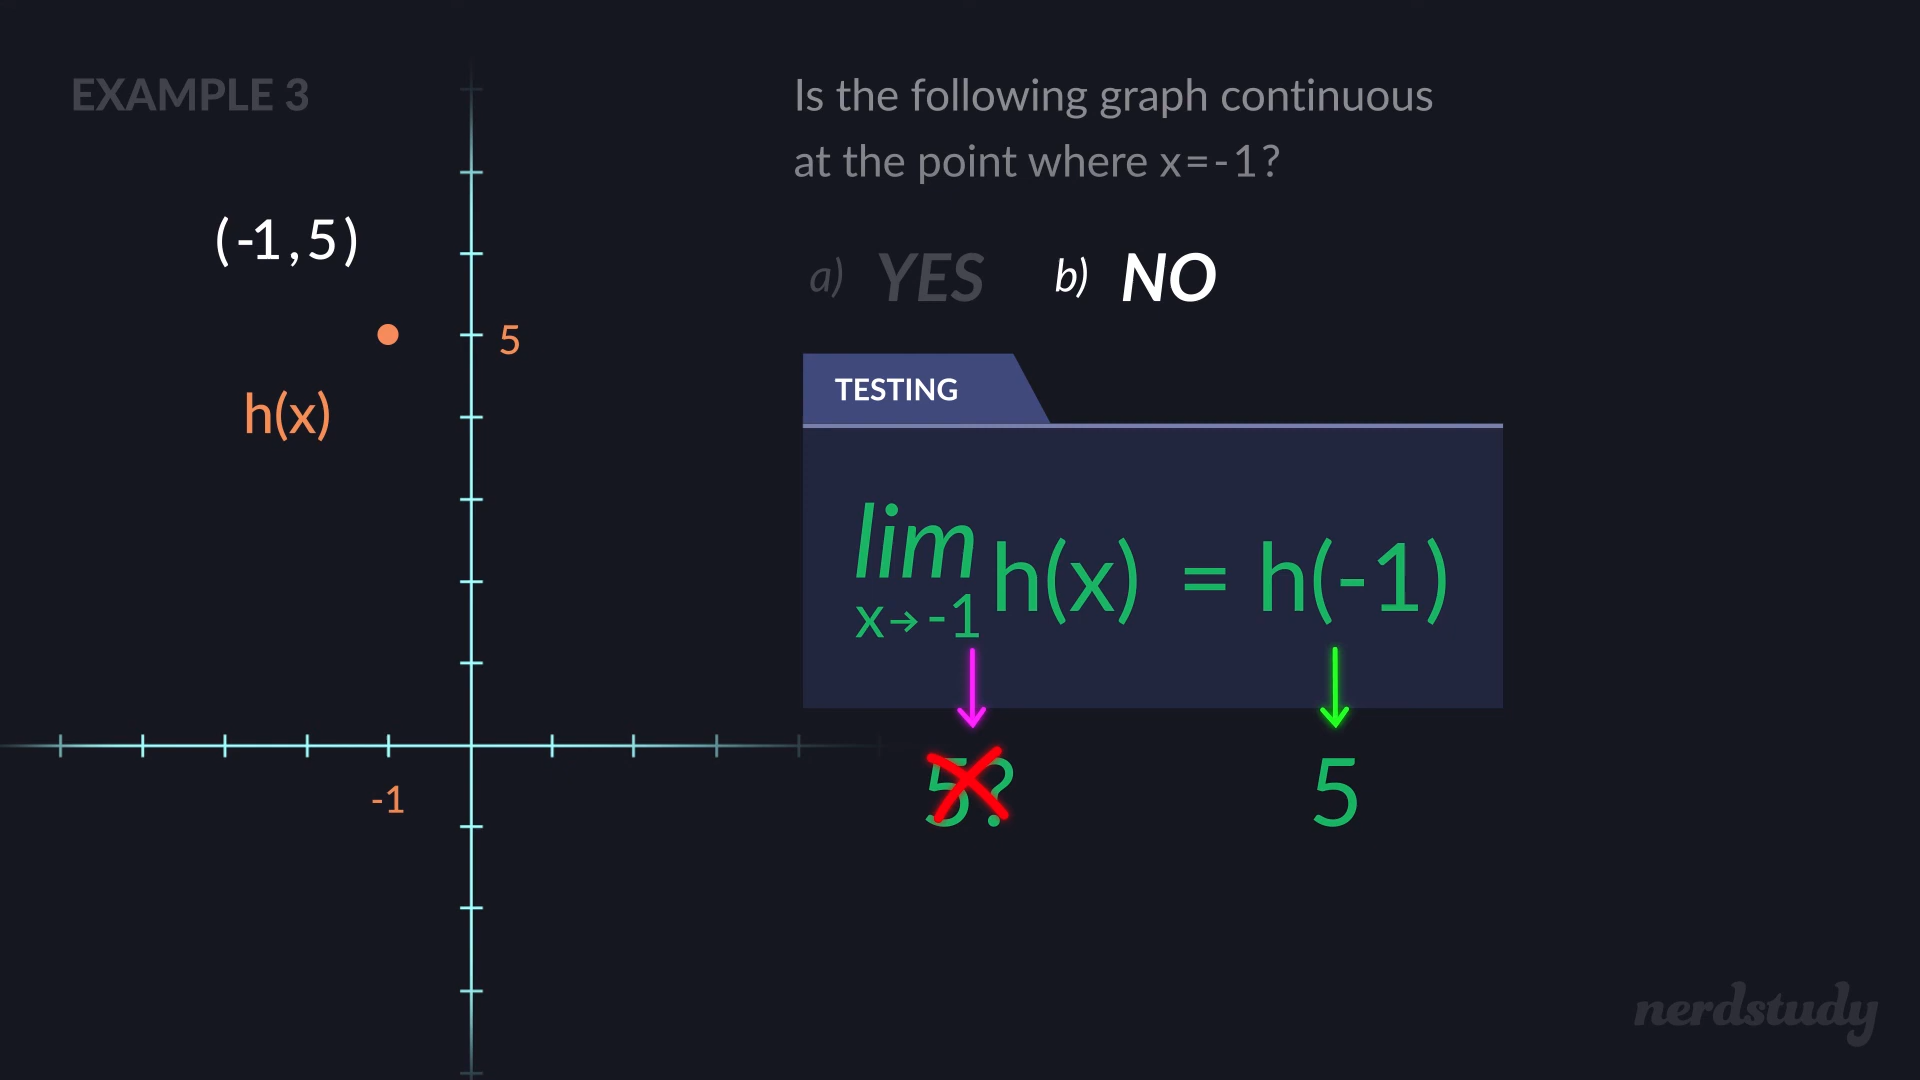 EXAMPLE 3
Is the following graph continuous
at the point where x=-1?
a) YES b) NO
(-1,5)
5
h(x)
-1
TESTING
lim h(x) = h(-1)
x→-1
5? 5
nerdstudy